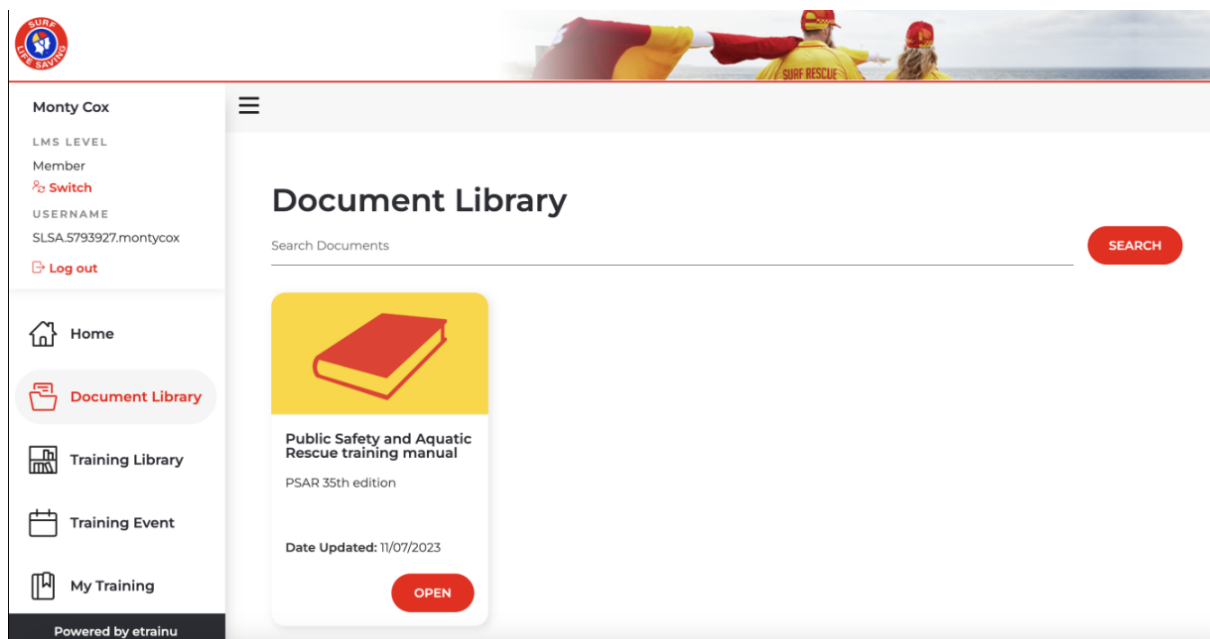 SURF
LIFE SAVING
SURF RESCUE
Monty Cox
LMS LEVEL
Member
Switch
USERNAME
SLSA.5793927.montycox
Log out
Home
Document Library
Training Library
Training Event
My Training
Powered by etrainu
Document Library
Search Documents
SEARCH
Public Safety and Aquatic
Rescue training manual
PSAR 35th edition
Date Updated: 11/07/2023
OPEN